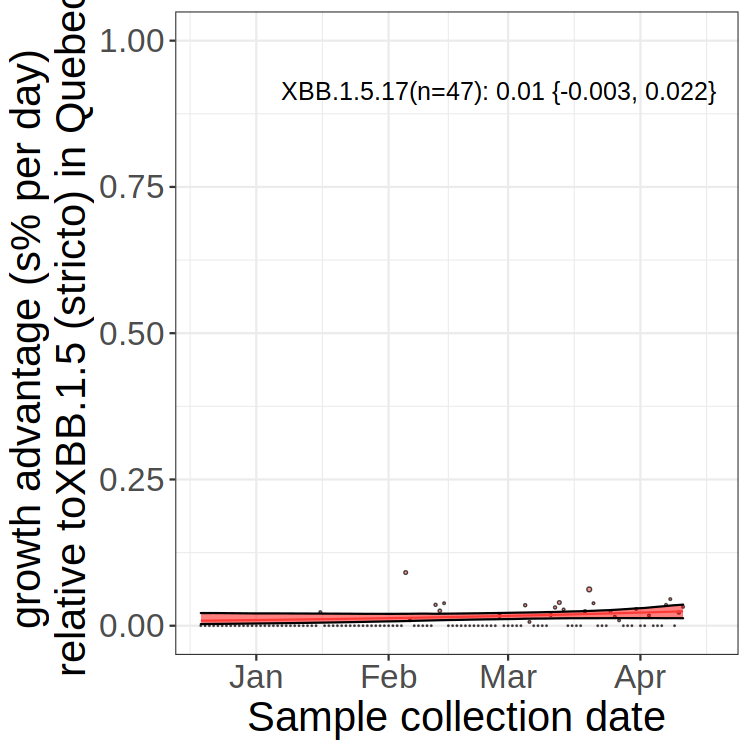 growth advantage (s% per day)
relative toXBB.1.5 (stricto) in Quebec
1.00
0.75
0.50
0.25
0.00
XBB.1.5.17(n=47): 0.01 {-0.003, 0.022}
Jan Feb Mar Apr
Sample collection date